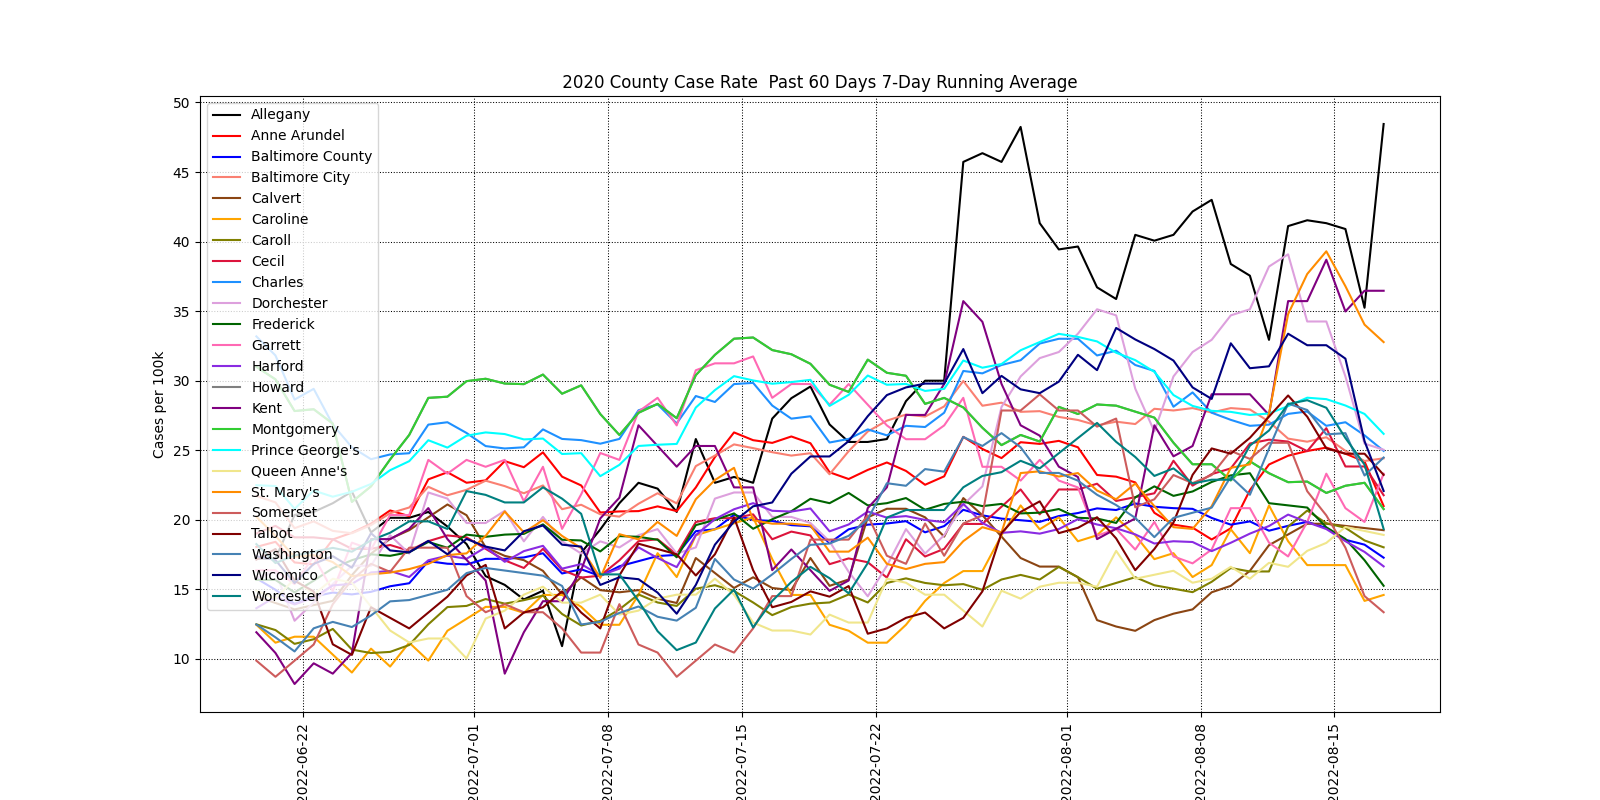 2020 County Case Rate  Past 60 Days 7-Day Running Average
Cases per 100k
50
45
40
35
30
25
20
15
10
Allegany
Anne Arundel
Baltimore County
Baltimore City
Calvert
Caroline
Caroll
Cecil
Charles
Dorchester
Frederick
Garrett
Harford
Howard
Kent
Montgomery
Prince George's
Queen Anne's
St. Mary's
Somerset
Talbot
Washington
Wicomico
Worcester
2022-06-22
2022-07-01
2022-07-08
2022-07-15
2022-07-22
2022-08-01
2022-08-08
2022-08-15